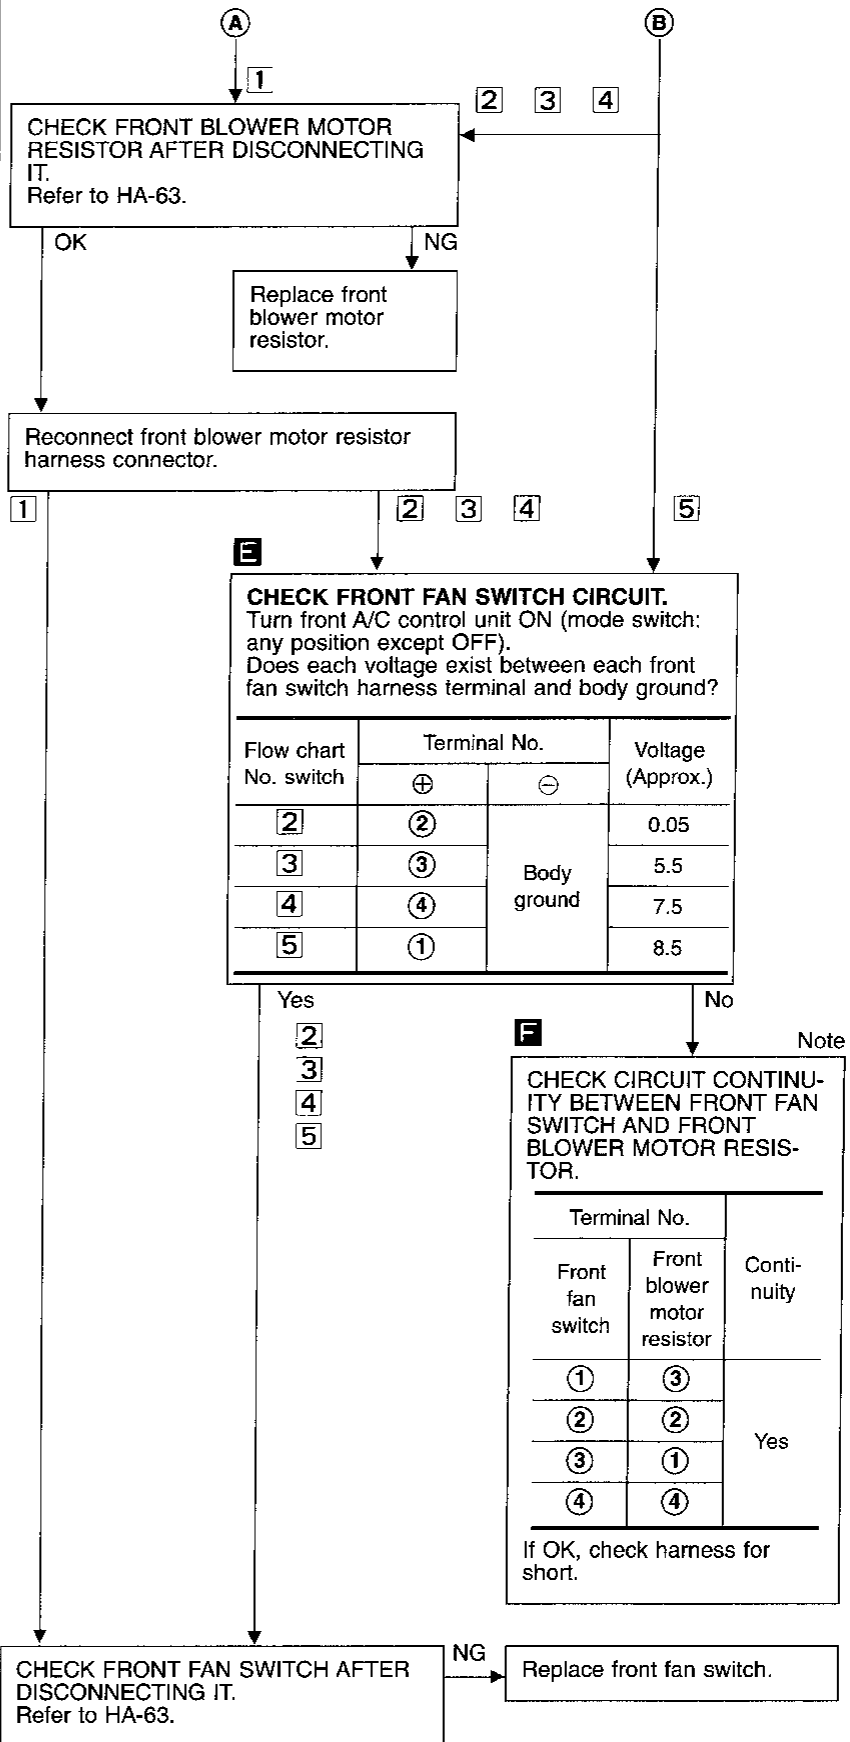 A
B
1
2 3 4
CHECK FRONT BLOWER MOTOR
RESISTOR AFTER DISCONNECTING
IT.
Refer to HA-63.
OK
NG
Replace front
blower motor
resistor.
Reconnect front blower motor resistor
harness connector.
1
2 3 4
5
E
CHECK FRONT FAN SWITCH CIRCUIT.
Turn front A/C control unit ON (mode switch:
any position except OFF).
Does each voltage exist between each front
fan switch harness terminal and body ground?
Flow chart
No. switch
Terminal No.
⊕ ⊖
Voltage
(Approx.)
2 ② 0.05
3 ③ 5.5
Body
ground
4 ④ 7.5
5 ① 8.5
Yes
2
3
4
5
No
F
Note
CHECK CIRCUIT CONTINU-
ITY BETWEEN FRONT FAN
SWITCH AND FRONT
BLOWER MOTOR RESIS-
TOR.
Terminal No.
Front
fan
switch
Front
blower
motor
resistor
Conti-
nuity
① ③
② ②
Yes
③ ①
④ ④
If OK, check harness for
short.
CHECK FRONT FAN SWITCH AFTER
DISCONNECTING IT.
Refer to HA-63.
NG
Replace front fan switch.